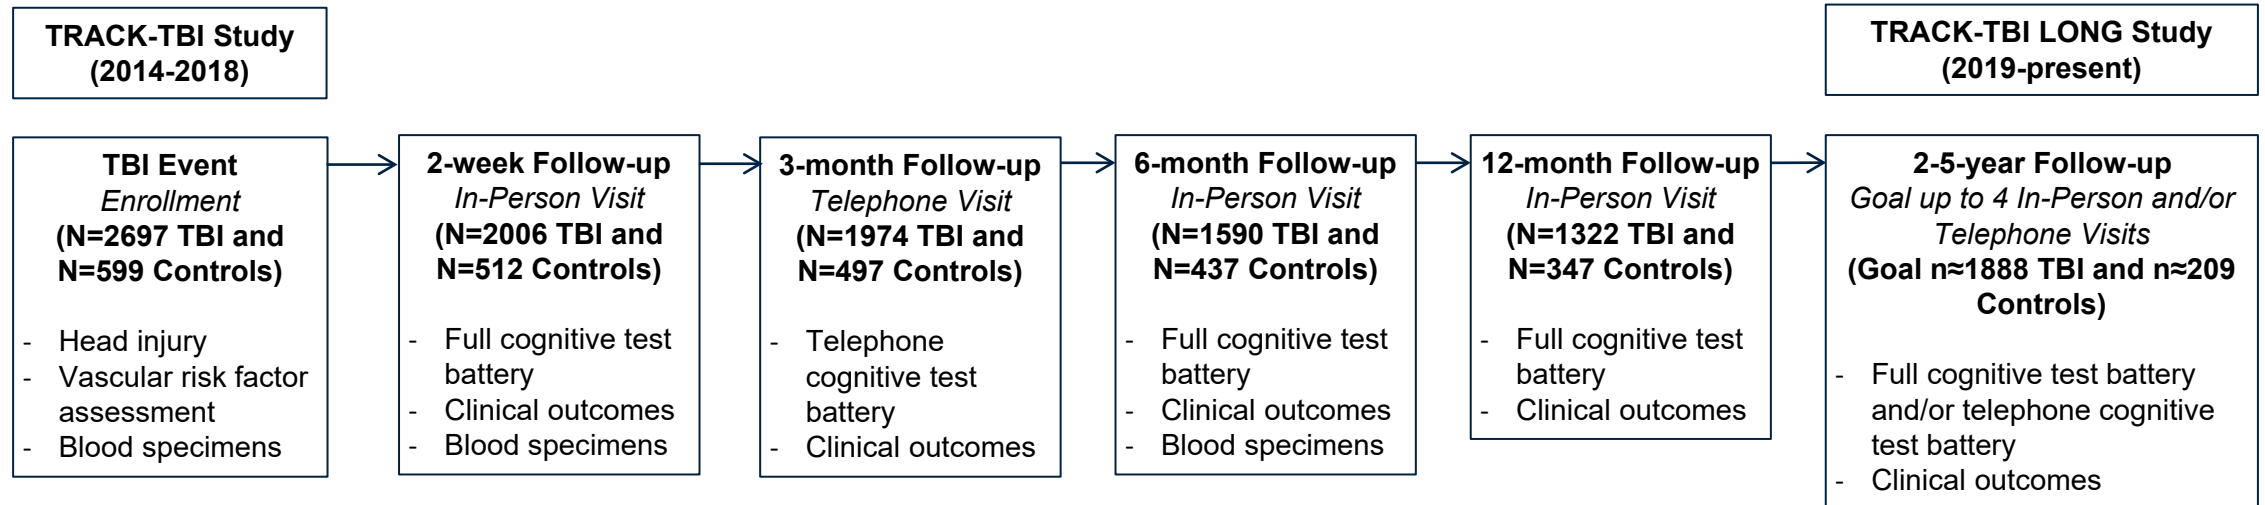 TRACK-TBI Study
(2014-2018)
TRACK-TBI LONG Study
(2019-present)
TBI Event
Enrollment
(N=2697 TBI and
N=599 Controls)
- Head injury
- Vascular risk factor
assessment
- Blood specimens
2-week Follow-up
In-Person Visit
(N=2006 TBI and
N=512 Controls)
- Full cognitive test
battery
- Clinical outcomes
- Blood specimens
3-month Follow-up
Telephone Visit
(N=1974 TBI and
N=497 Controls)
- Telephone
cognitive test
battery
- Clinical outcomes
6-month Follow-up
In-Person Visit
(N=1590 TBI and
N=437 Controls)
- Full cognitive test
battery
- Clinical outcomes
- Blood specimens
12-month Follow-up
In-Person Visit
(N=1322 TBI and
N=347 Controls)
- Full cognitive test
battery
- Clinical outcomes
2-5-year Follow-up
Goal up to 4 In-Person and/or
Telephone Visits
(Goal n≈1888 TBI and n≈209
Controls)
- Full cognitive test battery
and/or telephone cognitive
test battery
- Clinical outcomes